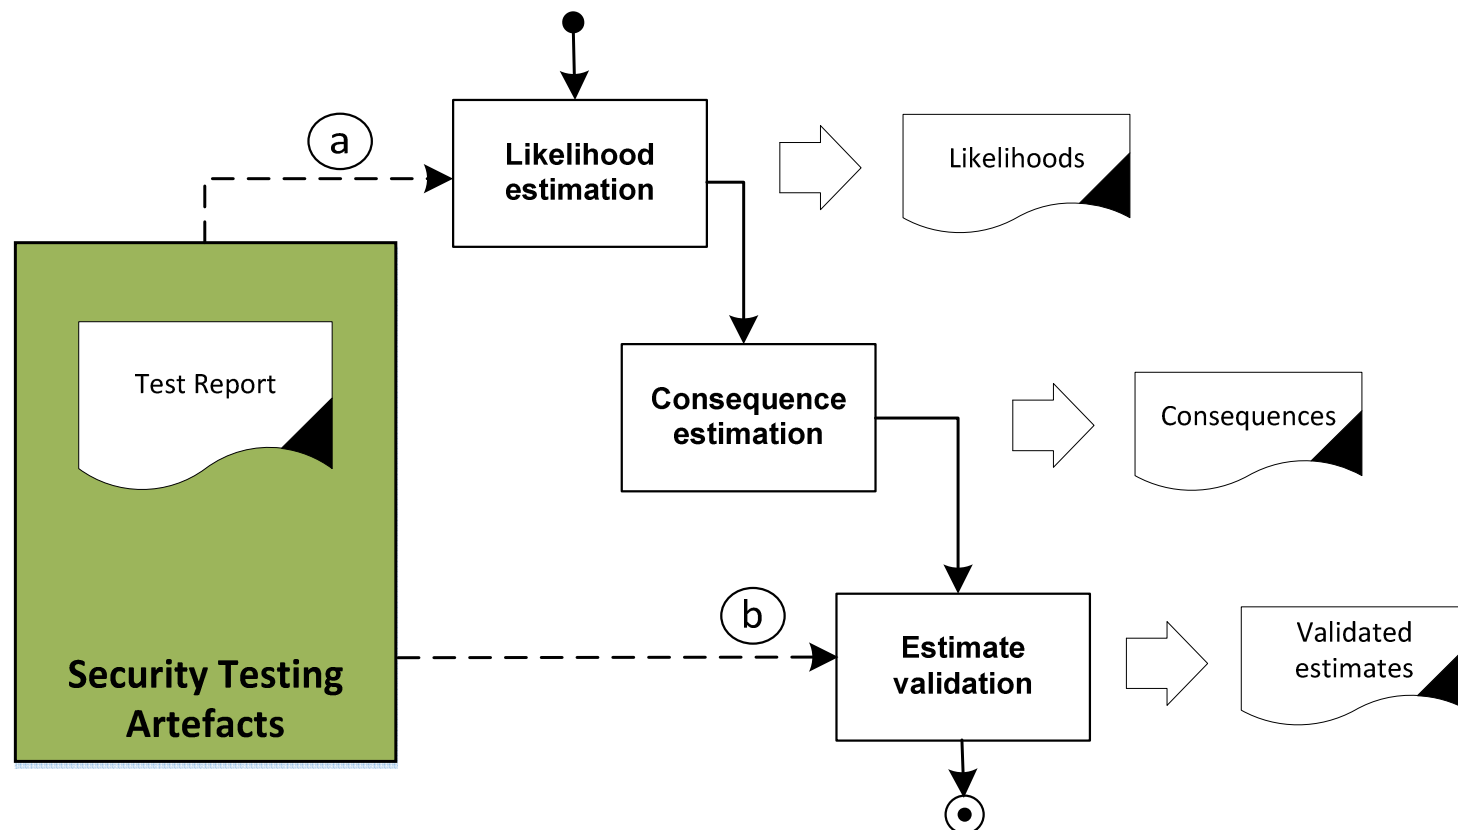 a
Likelihood
estimation
Likelihoods
Test Report
Consequence
estimation
Consequences
b
Estimate
validation
Validated
estimates
Security Testing
Artefacts